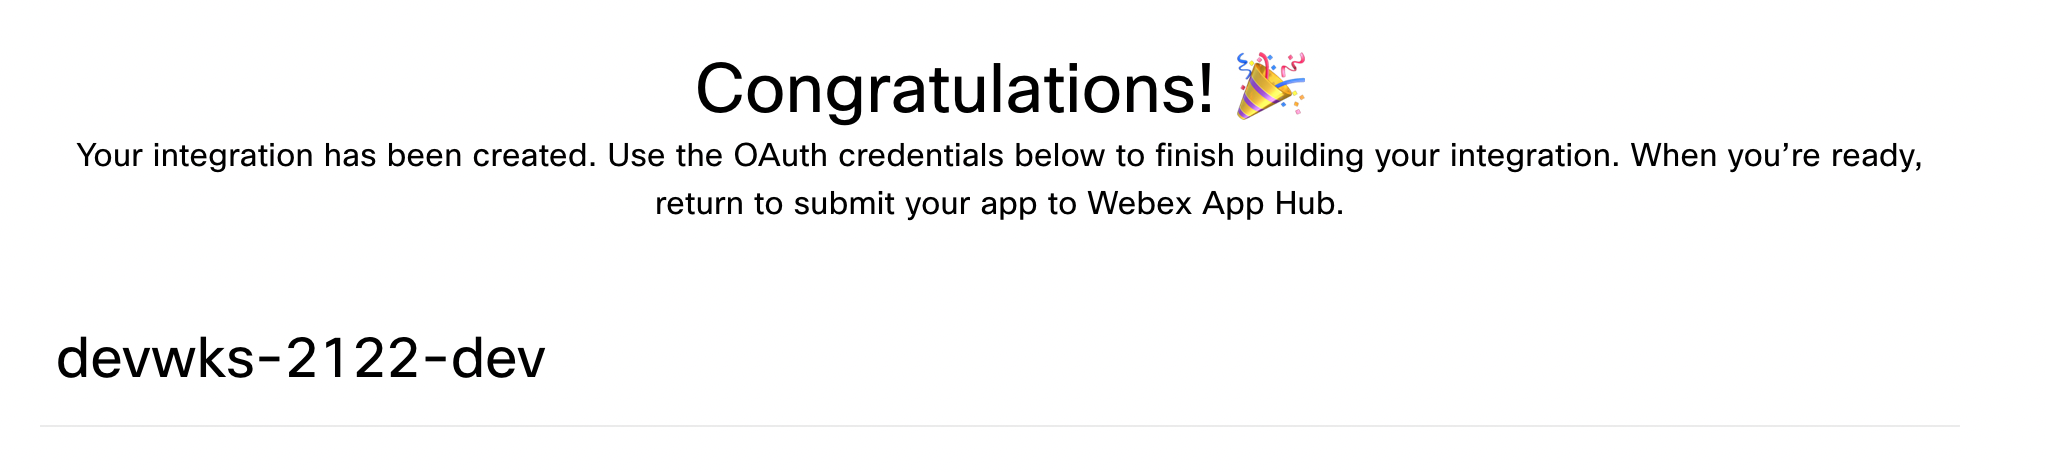 Congratulations! 🎉
Your integration has been created. Use the OAuth credentials below to finish building your integration. When you’re ready,
return to submit your app to Webex App Hub.
devwks-2122-dev